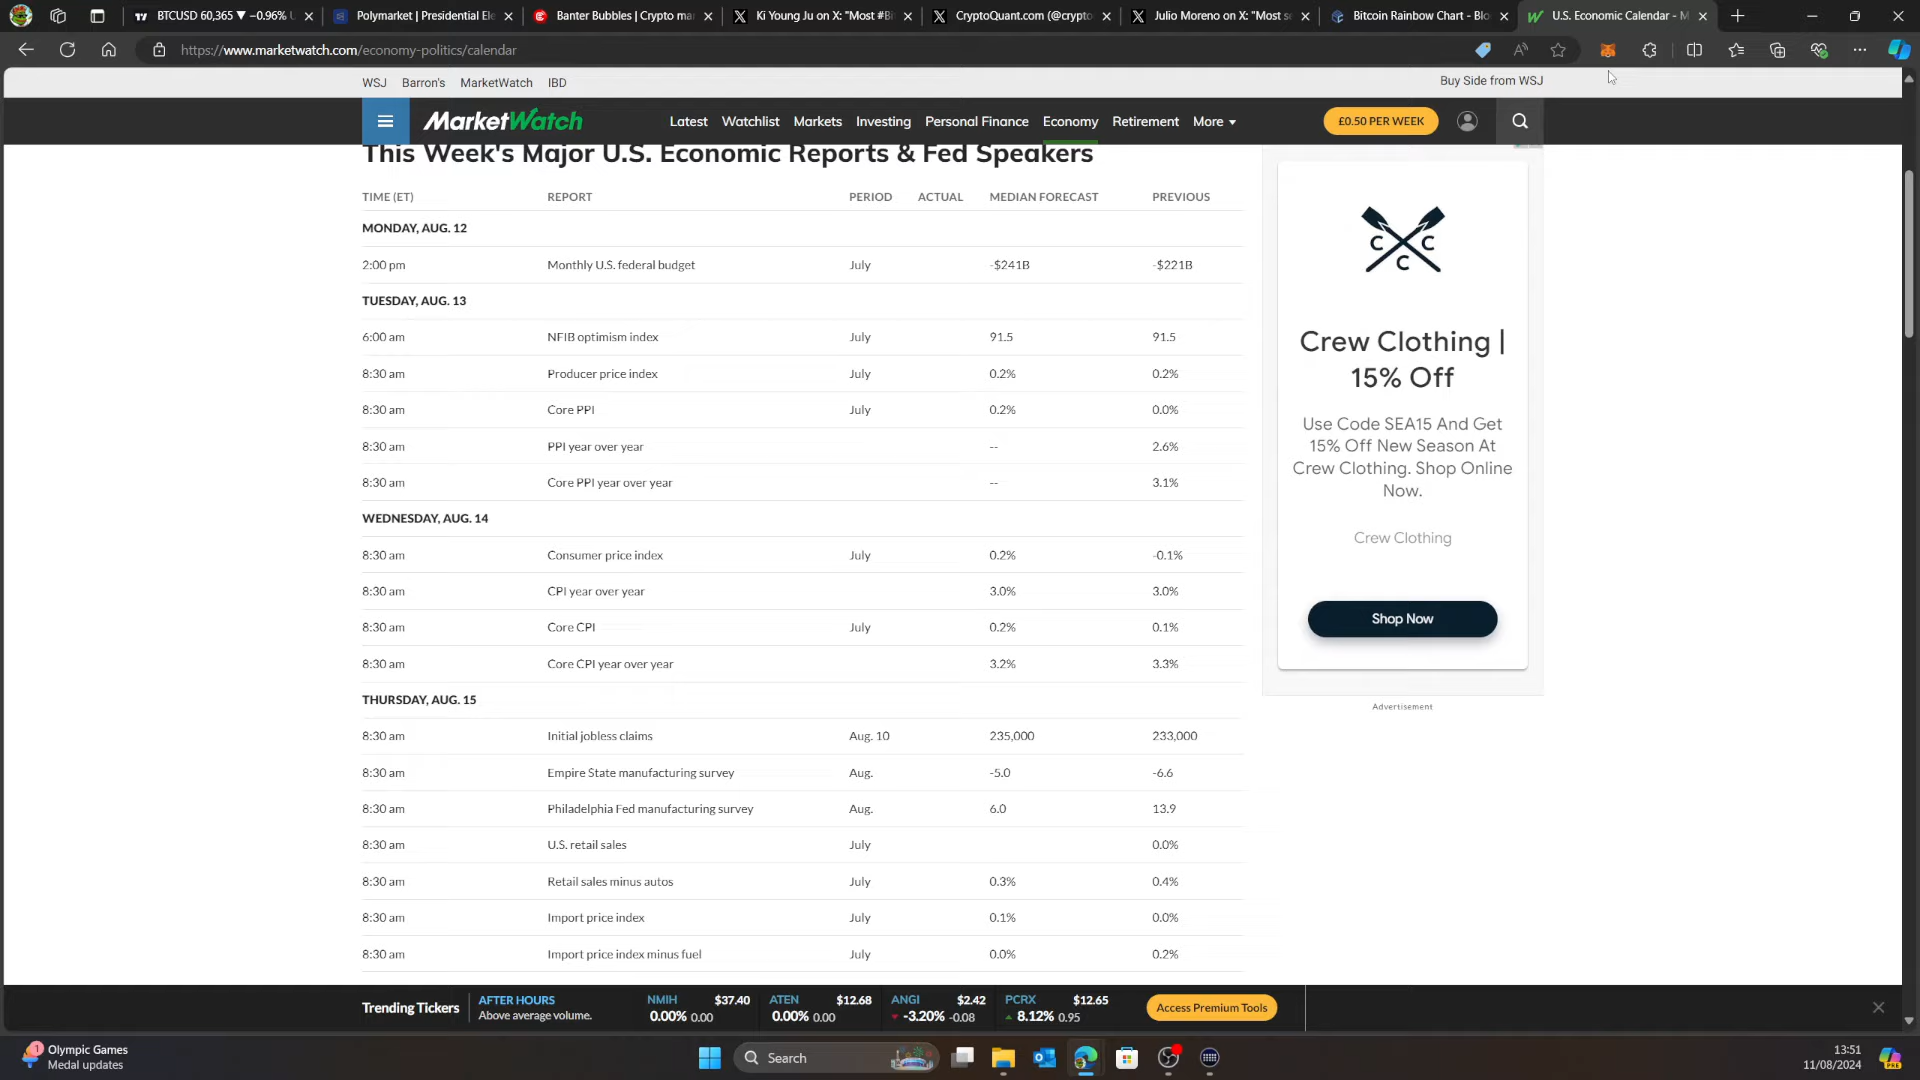 BTCUSD 60,365 ▼ −0.96% U
Polymarket | Presidential Ele
Banter Bubbles | Crypto mar
Ki Young Ju on X: "Most #Bi
CryptoQuant.com (@crypto
Julio Moreno on X: "Most se
Bitcoin Rainbow Chart - Blo
U.S. Economic Calendar - M
https://www.marketwatch.com/economy-politics/calendar
WSJ Barron's MarketWatch IBD
Buy Side from WSJ
MarketWatch
Latest Watchlist Markets Investing Personal Finance Economy Retirement More
£0.50 PER WEEK
This Week's Major U.S. Economic Reports & Fed Speakers
TIME (ET) REPORT PERIOD ACTUAL MEDIAN FORECAST PREVIOUS
MONDAY, AUG. 12
2:00 pm Monthly U.S. federal budget July -$241B -$221B
TUESDAY, AUG. 13
6:00 am NFIB optimism index July 91.5 91.5
8:30 am Producer price index July 0.2% 0.2%
8:30 am Core PPI July 0.2% 0.0%
8:30 am PPI year over year -- 2.6%
8:30 am Core PPI year over year -- 3.1%
WEDNESDAY, AUG. 14
8:30 am Consumer price index July 0.2% -0.1%
8:30 am CPI year over year 3.0% 3.0%
8:30 am Core CPI July 0.2% 0.1%
8:30 am Core CPI year over year 3.2% 3.3%
THURSDAY, AUG. 15
8:30 am Initial jobless claims Aug. 10 235,000 233,000
8:30 am Empire State manufacturing survey Aug. -5.0 -6.6
8:30 am Philadelphia Fed manufacturing survey Aug. 6.0 13.9
8:30 am U.S. retail sales July 0.0%
8:30 am Retail sales minus autos July 0.3% 0.4%
8:30 am Import price index July 0.1% 0.0%
8:30 am Import price index minus fuel July 0.0% 0.2%
C C
C
Crew Clothing |
15% Off
Use Code SEA15 And Get
15% Off New Season At
Crew Clothing. Shop Online
Now.
Crew Clothing
Shop Now
Advertisement
Trending Tickers
AFTER HOURS
Above average volume.
NMIH $37.40
0.00% 0.00
ATEN $12.68
0.00% 0.00
ANGI $2.42
-3.20% -0.08
PCRX $12.65
8.12% 0.95
Access Premium Tools
1
Olympic Games
Medal updates
Search
13:51
11/08/2024
PRE